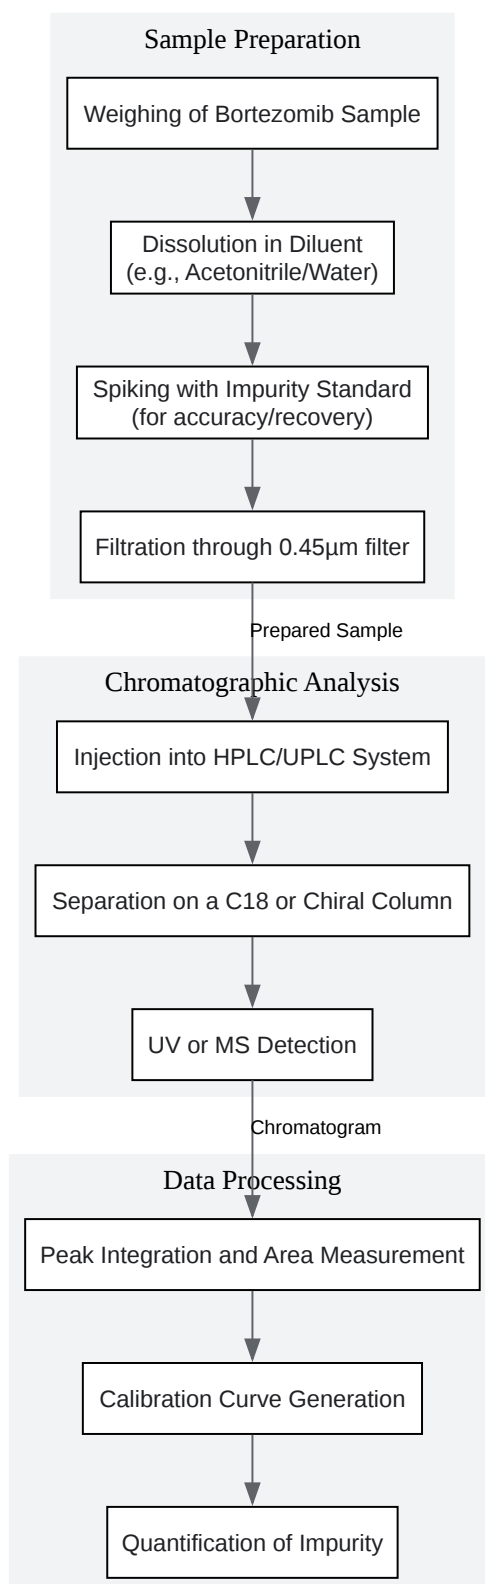 Sample Preparation
Weighing of Bortezomib Sample
Dissolution in Diluent
(e.g., Acetonitrile/Water)
Spiking with Impurity Standard
(for accuracy/recovery)
Filtration through 0.45µm filter
Prepared Sample
Chromatographic Analysis
Injection into HPLC/UPLC System
Separation on a C18 or Chiral Column
UV or MS Detection
Chromatogram
Data Processing
Peak Integration and Area Measurement
Calibration Curve Generation
Quantification of Impurity